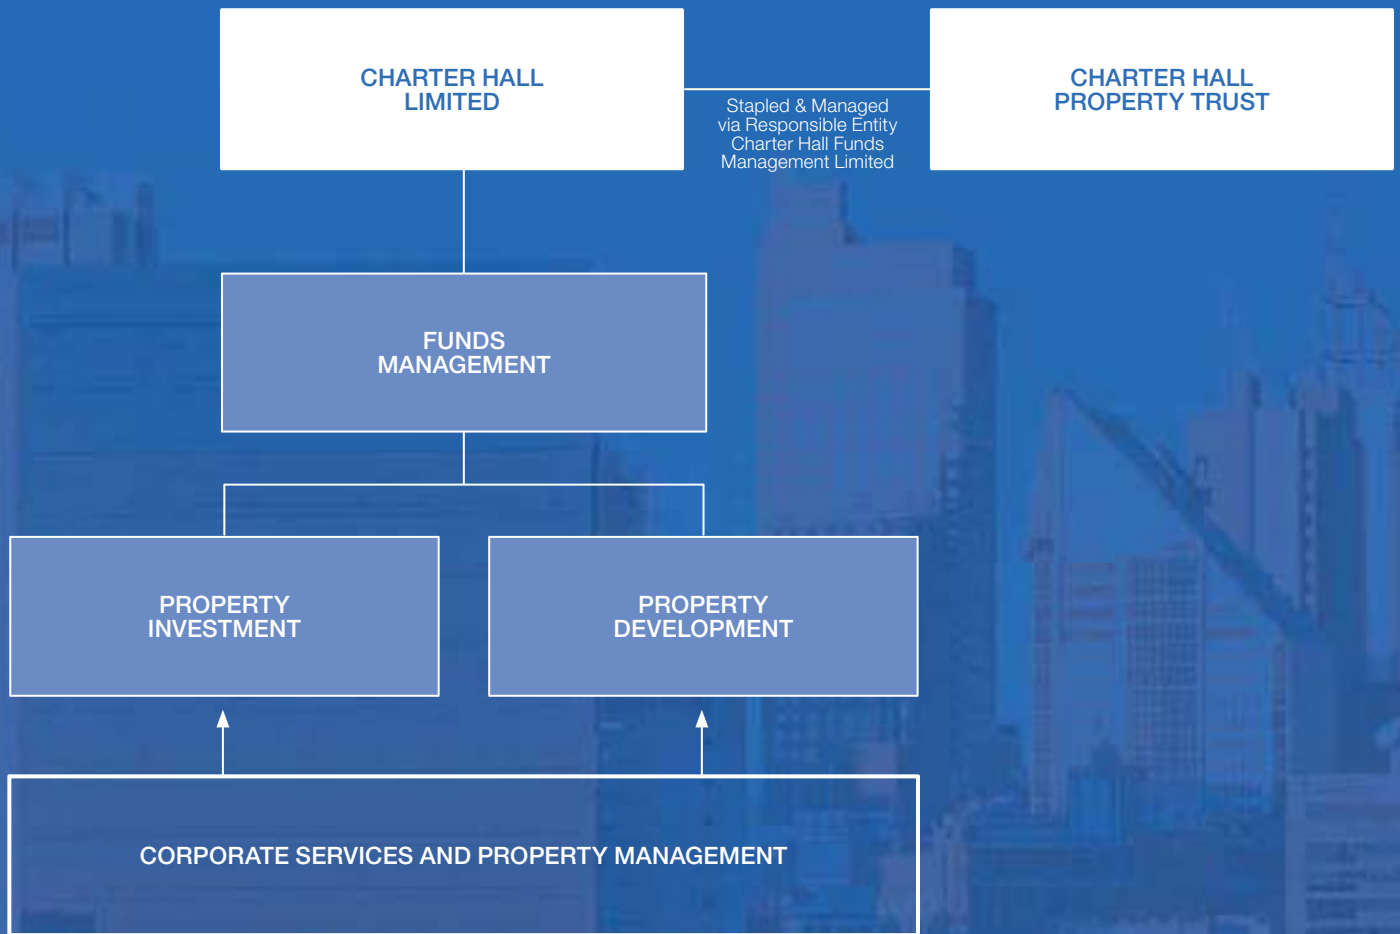 CHARTER HALL
LIMITED
Stapled & Managed
via Responsible Entity
Charter Hall Funds
Management Limited
CHARTER HALL
PROPERTY TRUST
FUNDS
MANAGEMENT
PROPERTY
INVESTMENT
PROPERTY
DEVELOPMENT
CORPORATE SERVICES AND PROPERTY MANAGEMENT